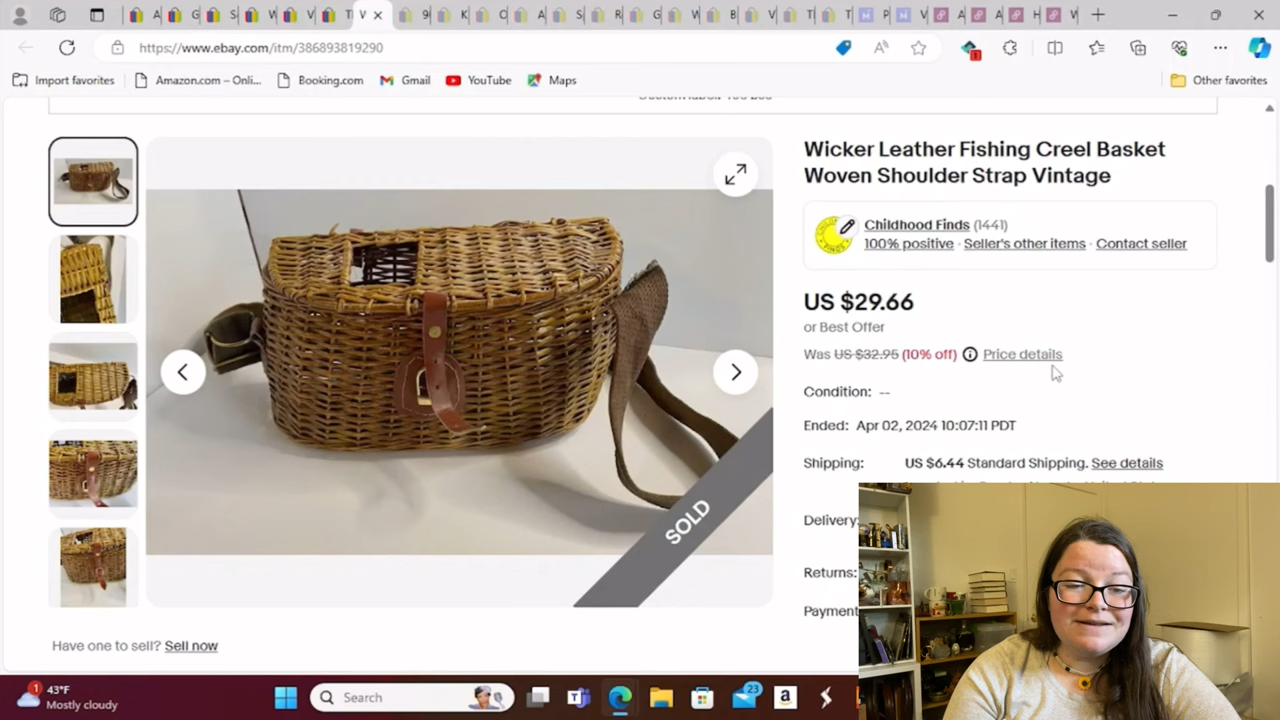 https://www.ebay.com/itm/386893819290
Import favorites
Amazon.com – Onli...
Booking.com
Gmail
YouTube
Maps
Other favorites
Wicker Leather Fishing Creel Basket
Woven Shoulder Strap Vintage
Childhood Finds (1441)
100% positive · Seller's other items · Contact seller
US $29.66
or Best Offer
Was US $32.95 (10% off) Price details
Condition: --
Ended: Apr 02, 2024 10:07:11 PDT
Shipping: US $6.44 Standard Shipping. See details
Delivery:
Returns:
Payment
SOLD
Have one to sell? Sell now
1
43°F
Mostly cloudy
Search
23